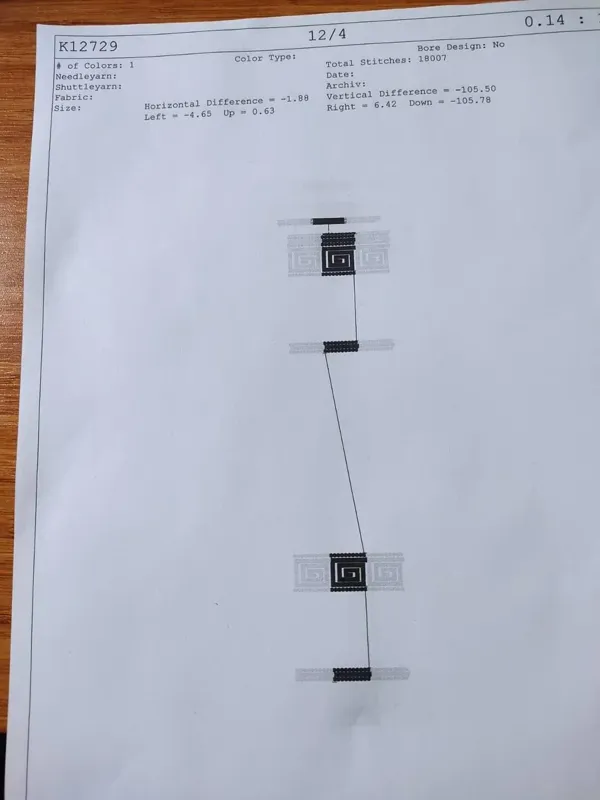 K12729 12/4 0.14 :
# of Colors: 1 Color Type: Total Stitches: 18007 Bore Design: No
Needleyarn: Date:
Shuttleyarn: Archiv:
Fabric: Horizontal Difference = -1.88 Vertical Difference = -105.50
Size: Left = -4.65 Up = 0.63 Right = 6.42 Down = -105.78